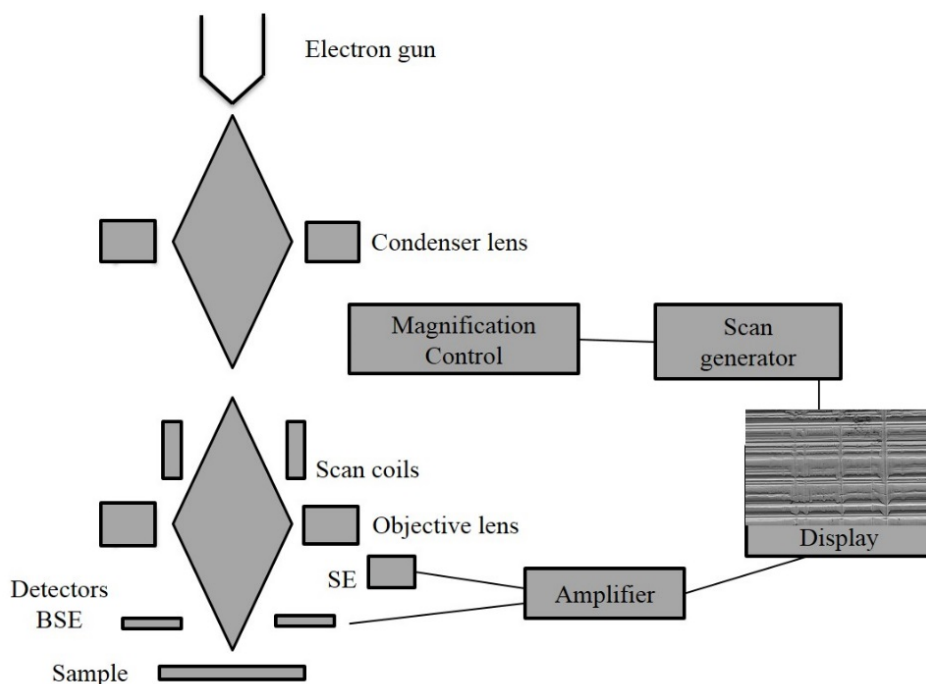 Electron gun
Condenser lens
Magnification
Control
Scan
generator
Scan coils
Objective lens
Display
SE
Detectors
BSE
Amplifier
Sample